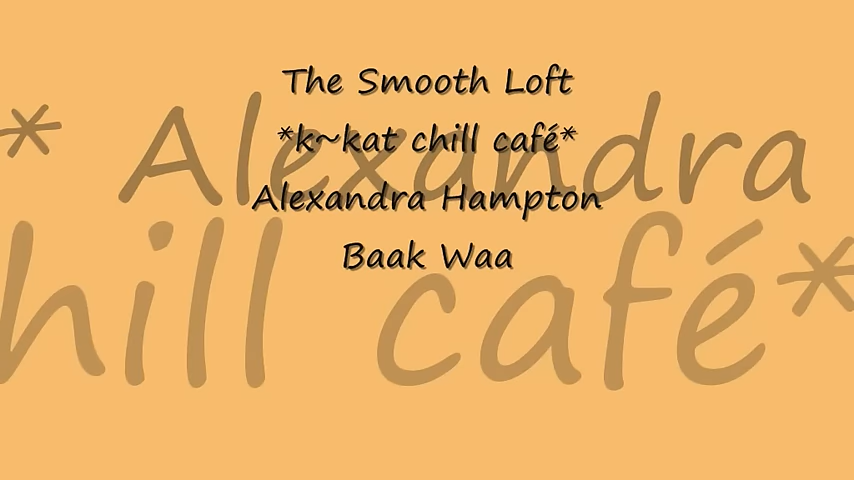 The Smooth Loft
*k~kat chill café*
Alexandra Hampton
Baak Waa
* Alexandra
hill café*